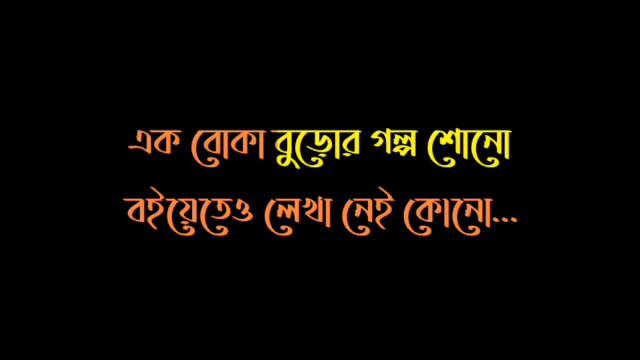 এক বোকা বুড়োর গল্প শোনো
বইয়েতেও লেখা নেই কোনো...